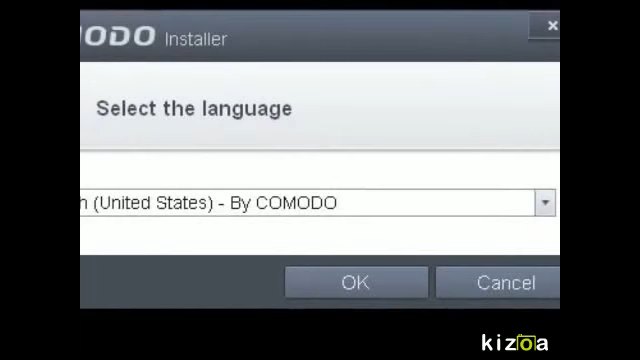 ODO Installer
Select the language
h (United States) - By COMODO
OK Cancel
kizoa